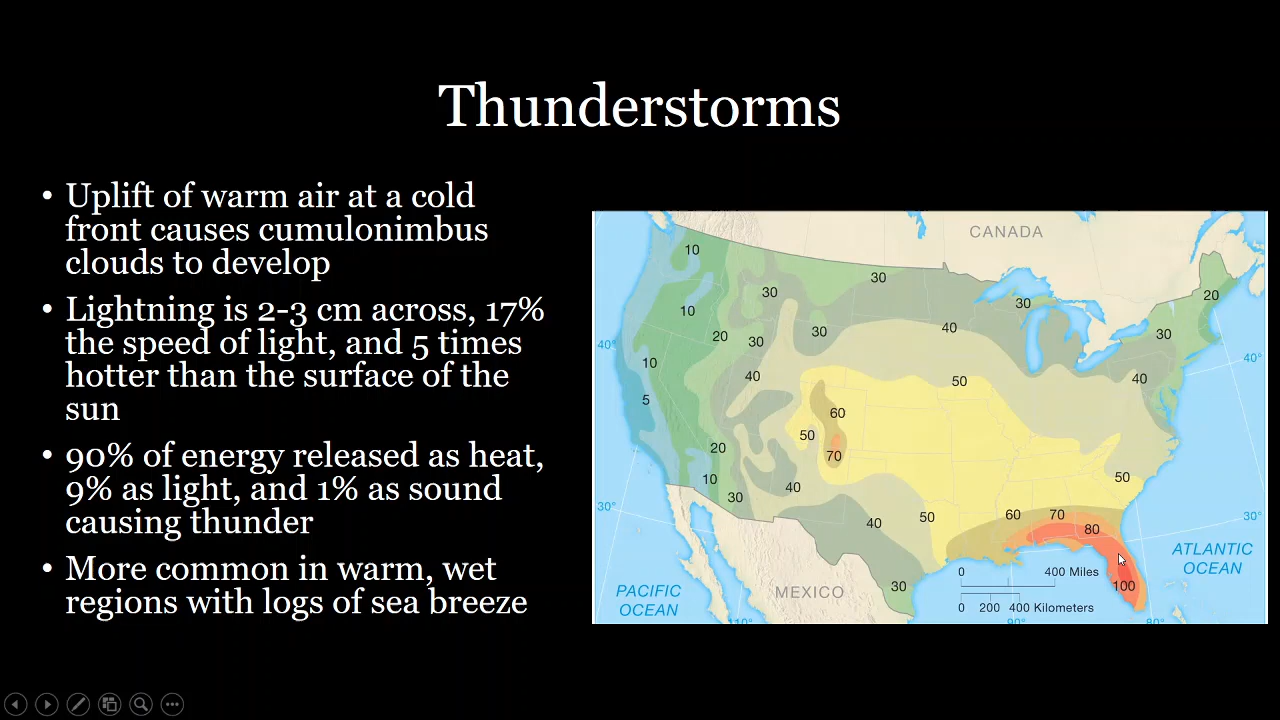 Thunderstorms
• Uplift of warm air at a cold
front causes cumulonimbus
clouds to develop
• Lightning is 2-3 cm across, 17%
the speed of light, and 5 times
hotter than the surface of the
sun
• 90% of energy released as heat,
9% as light, and 1% as sound
causing thunder
• More common in warm, wet
regions with logs of sea breeze
CANADA
10
30
30
20
30
10
20
30
30
40
30
40°
40°
10
40
50
40
5
60
50
70
20
50
10
30
40
40
50
60
70
80
30°
30°
ATLANTIC
OCEAN
0
400 Miles
0 200 400 Kilometers
PACIFIC
OCEAN
MEXICO
30
100
110°
90°
80°